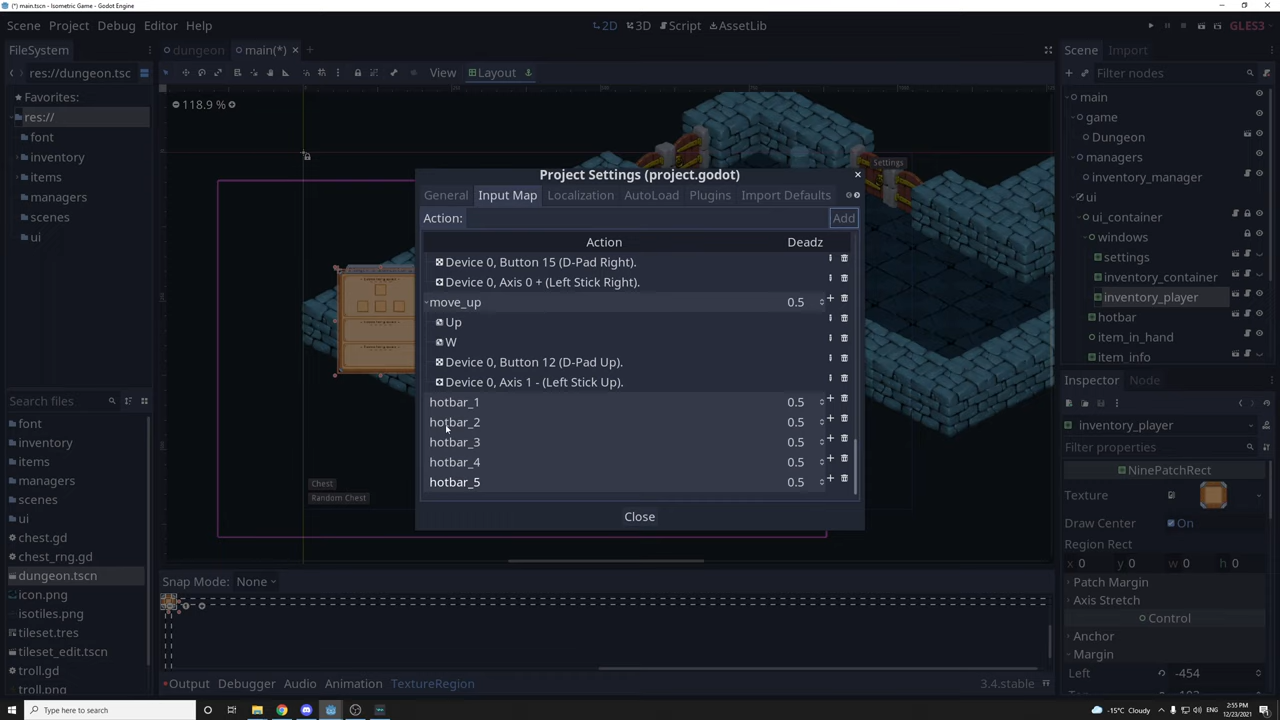 (*) main.tscn - Isometric Game - Godot Engine
Scene Project Debug Editor Help
2D 3D Script AssetLib
GLES3
FileSystem
res://dungeon.tsc
Favorites:
res://
font
inventory
items
managers
scenes
ui
Search files
font
inventory
items
managers
scenes
ui
chest.gd
chest_rng.gd
dungeon.tscn
icon.png
isotiles.png
tileset.tres
tileset_edit.tscn
troll.gd
troll.png
dungeon main(*)
View Layout
118.9 %
Settings
Chest
Random Chest
Project Settings (project.godot)
General Input Map Localization AutoLoad Plugins Import Defaults
Action: Add
Action Deadz
Device 0, Button 15 (D-Pad Right).
Device 0, Axis 0 + (Left Stick Right).
move_up 0.5
Up
W
Device 0, Button 12 (D-Pad Up).
Device 0, Axis 1 - (Left Stick Up).
hotbar_1 0.5
hotbar_2 0.5
hotbar_3 0.5
hotbar_4 0.5
hotbar_5 0.5
Close
Snap Mode: None
Output Debugger Audio Animation TextureRegion 3.4.stable
Scene Import
Filter nodes
main
game
Dungeon
managers
inventory_manager
ui
ui_container
windows
settings
inventory_container
inventory_player
hotbar
item_in_hand
item_info
Inspector Node
inventory_player
Filter properties
NinePatchRect
Texture
Draw Center On
Region Rect
x 0 y 0 w 0 h 0
Patch Margin
Axis Stretch
Control
Anchor
Margin
Left -454
Type here to search
-15°C Cloudy ENG 2:55 PM
12/23/2021